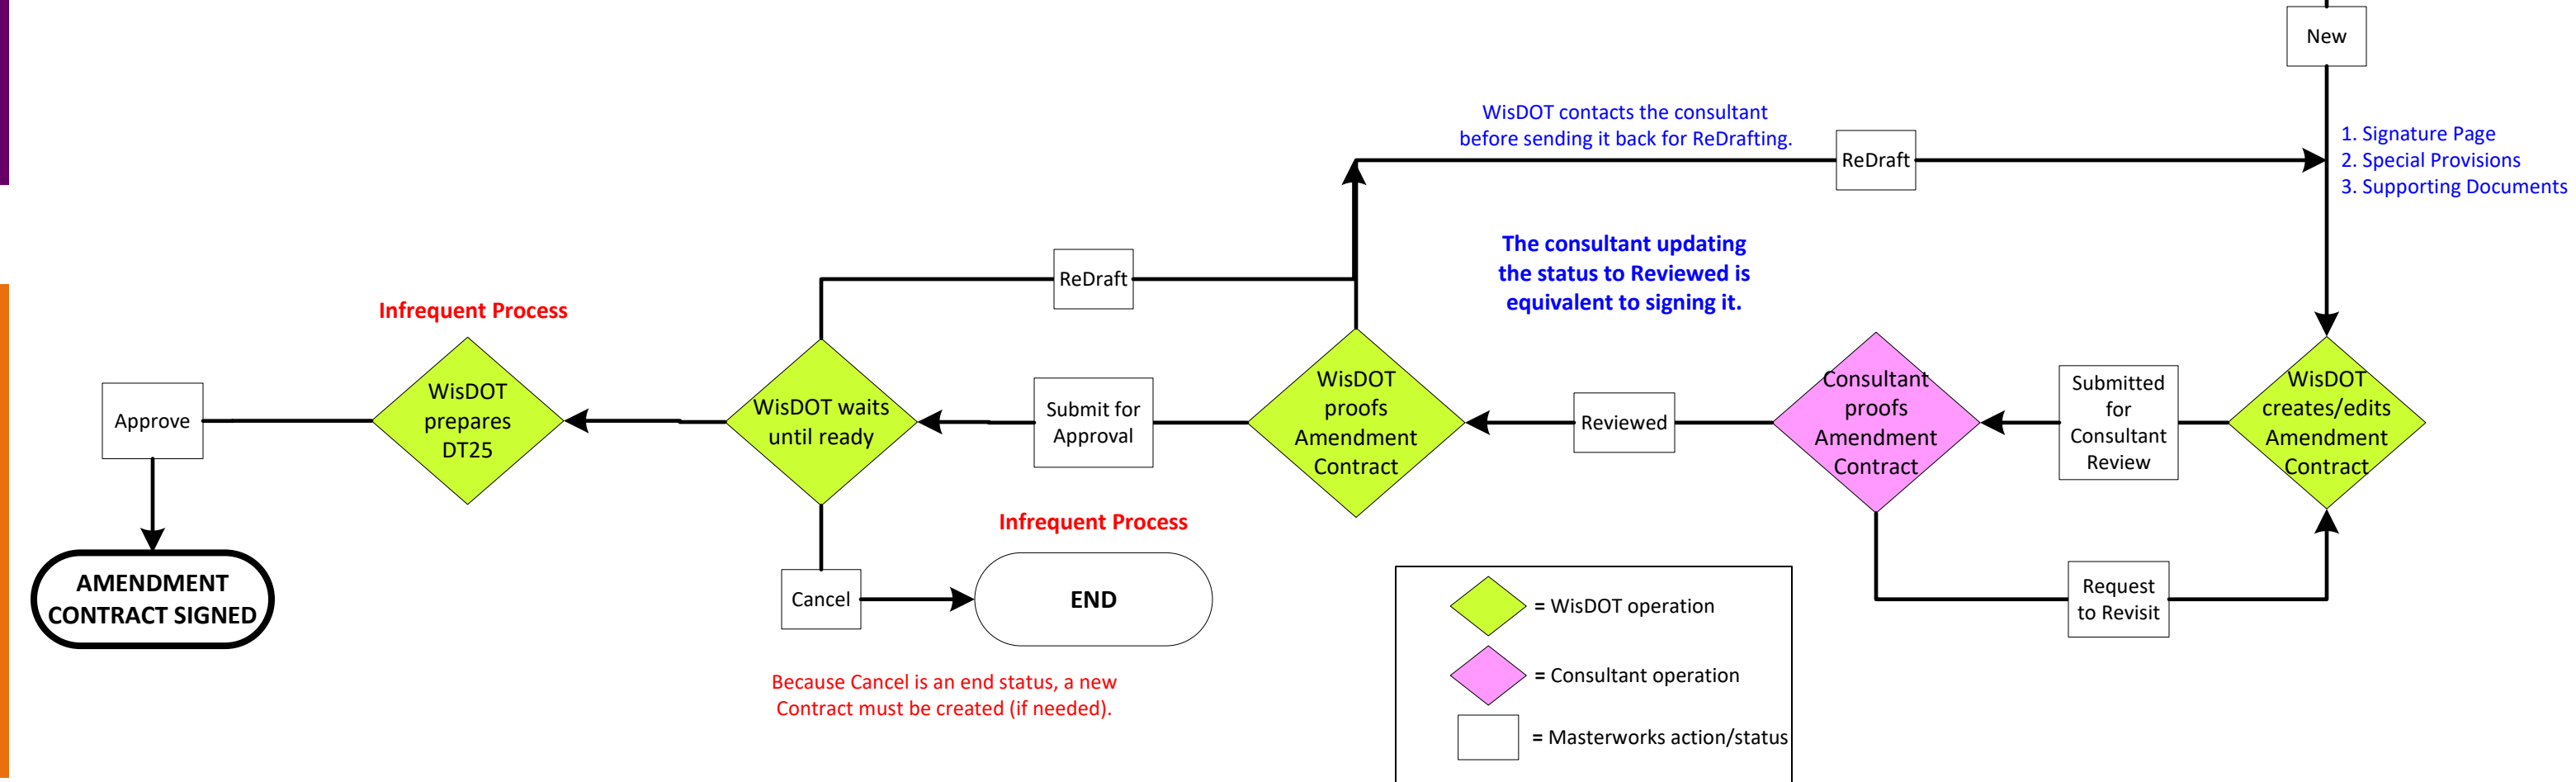 New
WisDOT contacts the consultant
before sending it back for ReDrafting.
ReDraft
1. Signature Page
2. Special Provisions
3. Supporting Documents
The consultant updating
the status to Reviewed is
equivalent to signing it.
ReDraft
Infrequent Process
Approve
WisDOT
prepares
DT25
WisDOT waits
until ready
Submit for
Approval
WisDOT
proofs
Amendment
Contract
Reviewed
Consultant
proofs
Amendment
Contract
Submitted
for
Consultant
Review
WisDOT
creates/edits
Amendment
Contract
Infrequent Process
AMENDMENT
CONTRACT SIGNED
Cancel
END
Request
to Revisit
Because Cancel is an end status, a new
Contract must be created (if needed).
= WisDOT operation
= Consultant operation
= Masterworks action/status